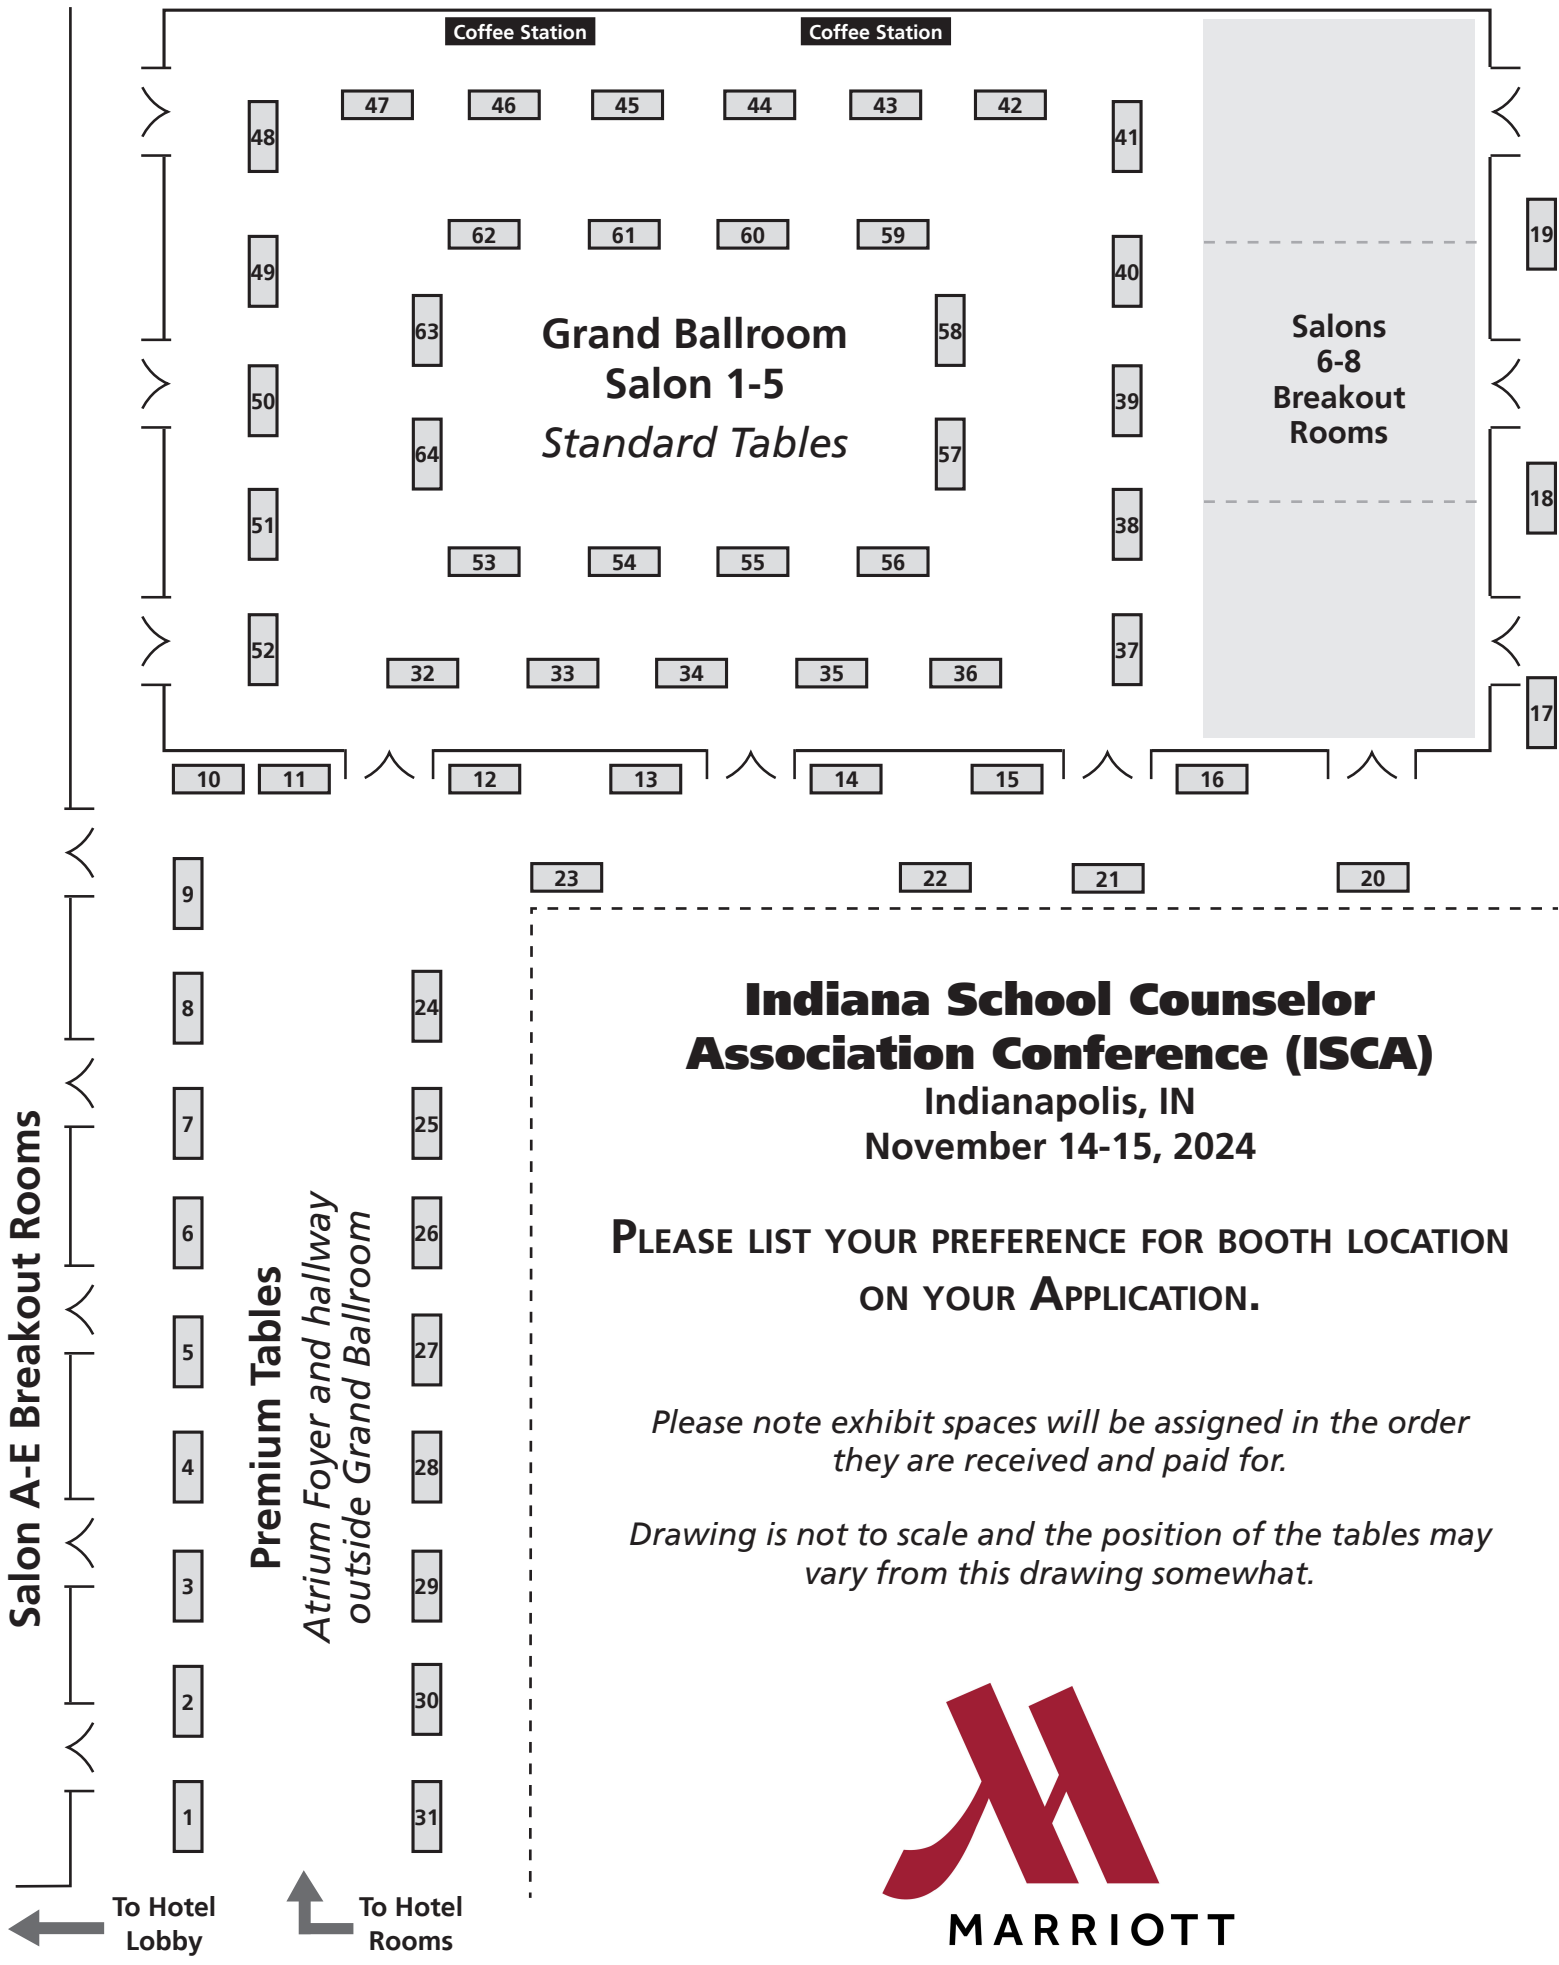 Coffee Station
Coffee Station
47
46
45
44
43
42
48
41
62
61
60
59
19
49
40
63
58
Grand Ballroom
Salon 1-5
Standard Tables
Salons
6-8
Breakout
Rooms
50
39
64
57
51
38
18
53
54
55
56
52
37
32
33
34
35
36
17
10
11
12
13
14
15
16
23
22
21
20
9
8
24
7
25
6
26
5
27
4
28
3
29
2
30
1
31
Salon A-E Breakout Rooms
Premium Tables
Atrium Foyer and hallway
outside Grand Ballroom
Indiana School Counselor
Association Conference (ISCA)
Indianapolis, IN
November 14-15, 2024
PLEASE LIST YOUR PREFERENCE FOR BOOTH LOCATION
ON YOUR APPLICATION.
Please note exhibit spaces will be assigned in the order
they are received and paid for.
Drawing is not to scale and the position of the tables may
vary from this drawing somewhat.
To Hotel
Lobby
To Hotel
Rooms
MARRIOTT